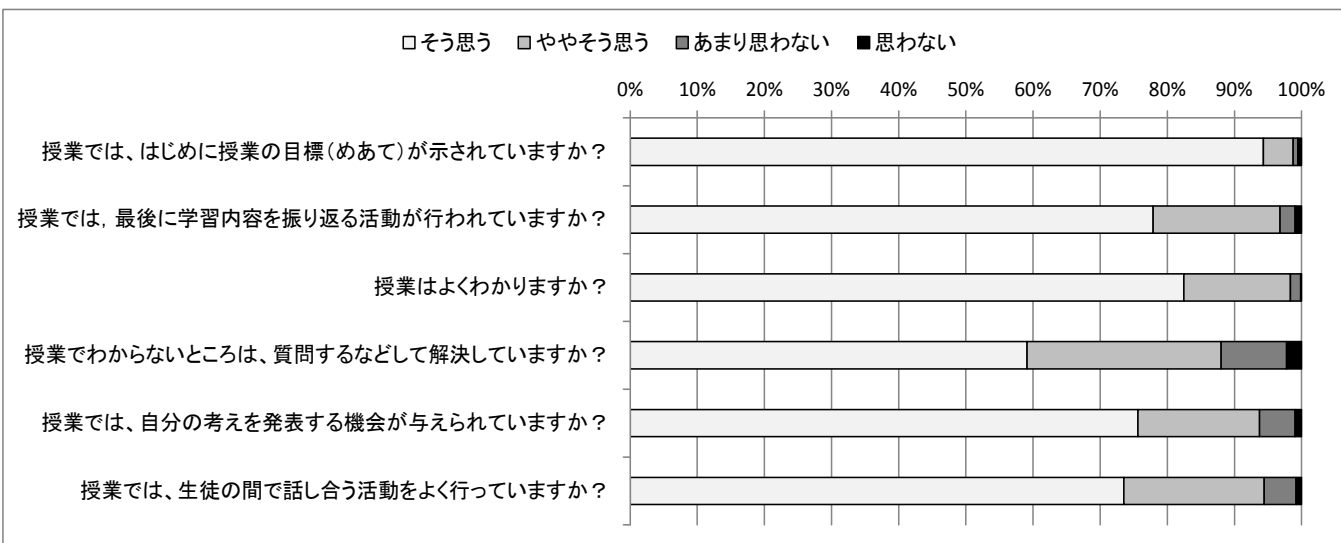 □そう思う ■ややそう思う ■あまり思わない ■思わない
0% 10% 20% 30% 40% 50% 60% 70% 80% 90% 100%
授業では、はじめに授業の目標(めあて)が示されていますか？
授業では，最後に学習内容を振り返る活動が行われていますか？
授業はよくわかりますか？
授業でわからないところは、質問するなどして解決していますか？
授業では、自分の考えを発表する機会が与えられていますか？
授業では、生徒の間で話し合う活動をよく行っていますか？